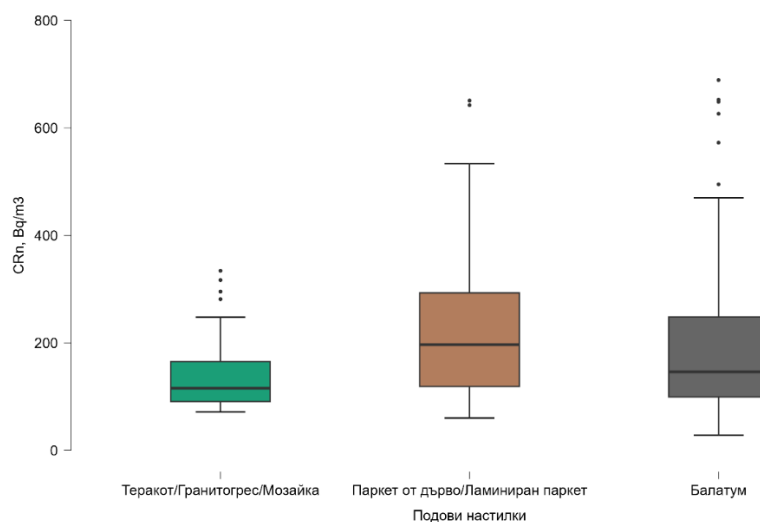 800
600
400
200
0
CRn, Bq/m3
Теракот/Гранитогрес/Мозайка
Паркет от дърво/Ламиниран паркет
Балатум
Подови настилки